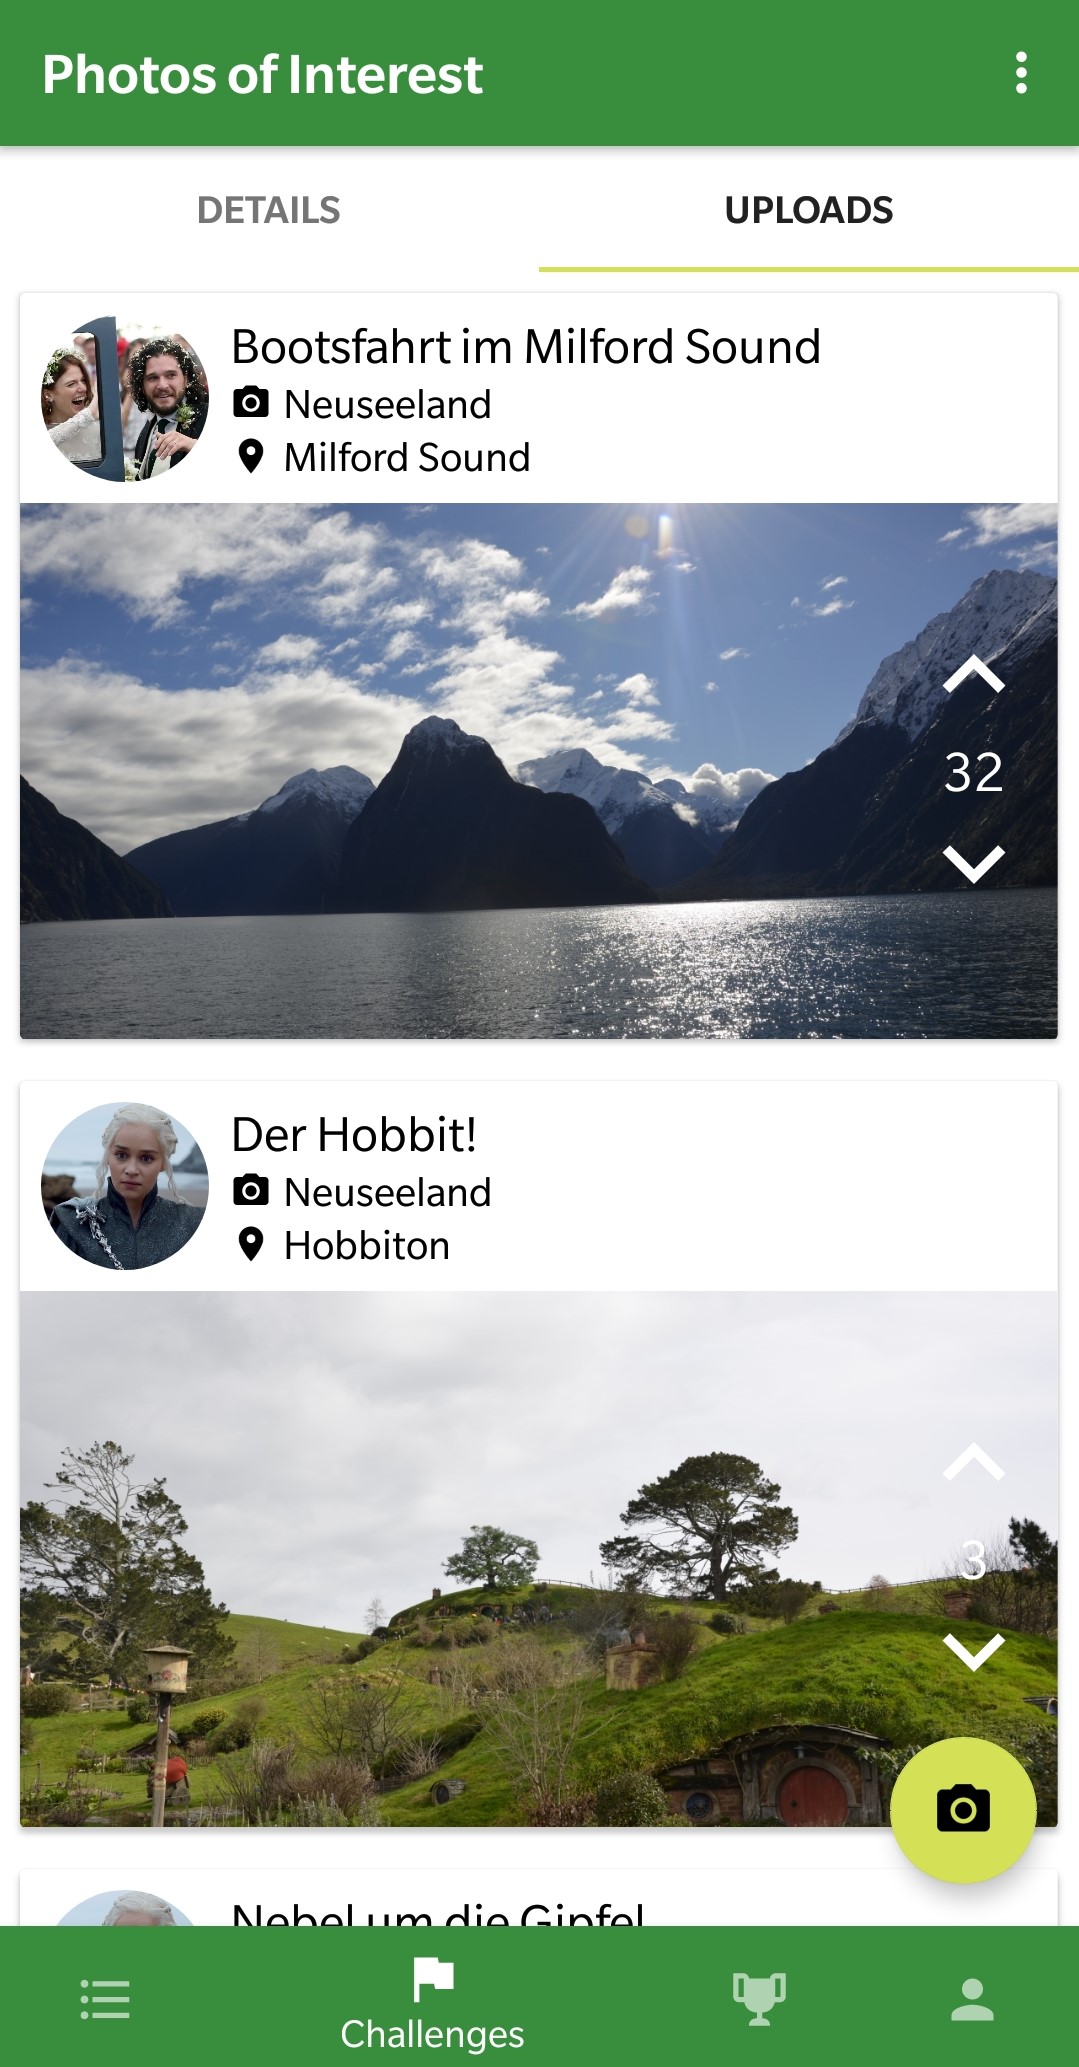 Photos of Interest
DETAILS
UPLOADS
Bootsfahrt im Milford Sound
Neuseeland
Milford Sound
32
Der Hobbit!
Neuseeland
Hobbiton
3
Nebel um die Gipfel
Challenges